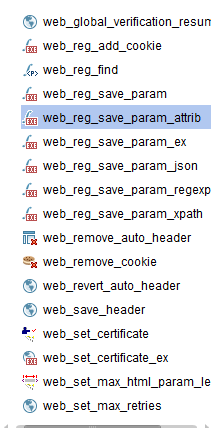 web_global_verification_resum
web_reg_add_cookie
web_reg_find
web_reg_save_param
web_reg_save_param_attrib
web_reg_save_param_ex
web_reg_save_param_json
web_reg_save_param_regexp
web_reg_save_param_xpath
web_remove_auto_header
web_remove_cookie
web_revert_auto_header
web_save_header
web_set_certificate
web_set_certificate_ex
web_set_max_html_param_le
web_set_max_retries